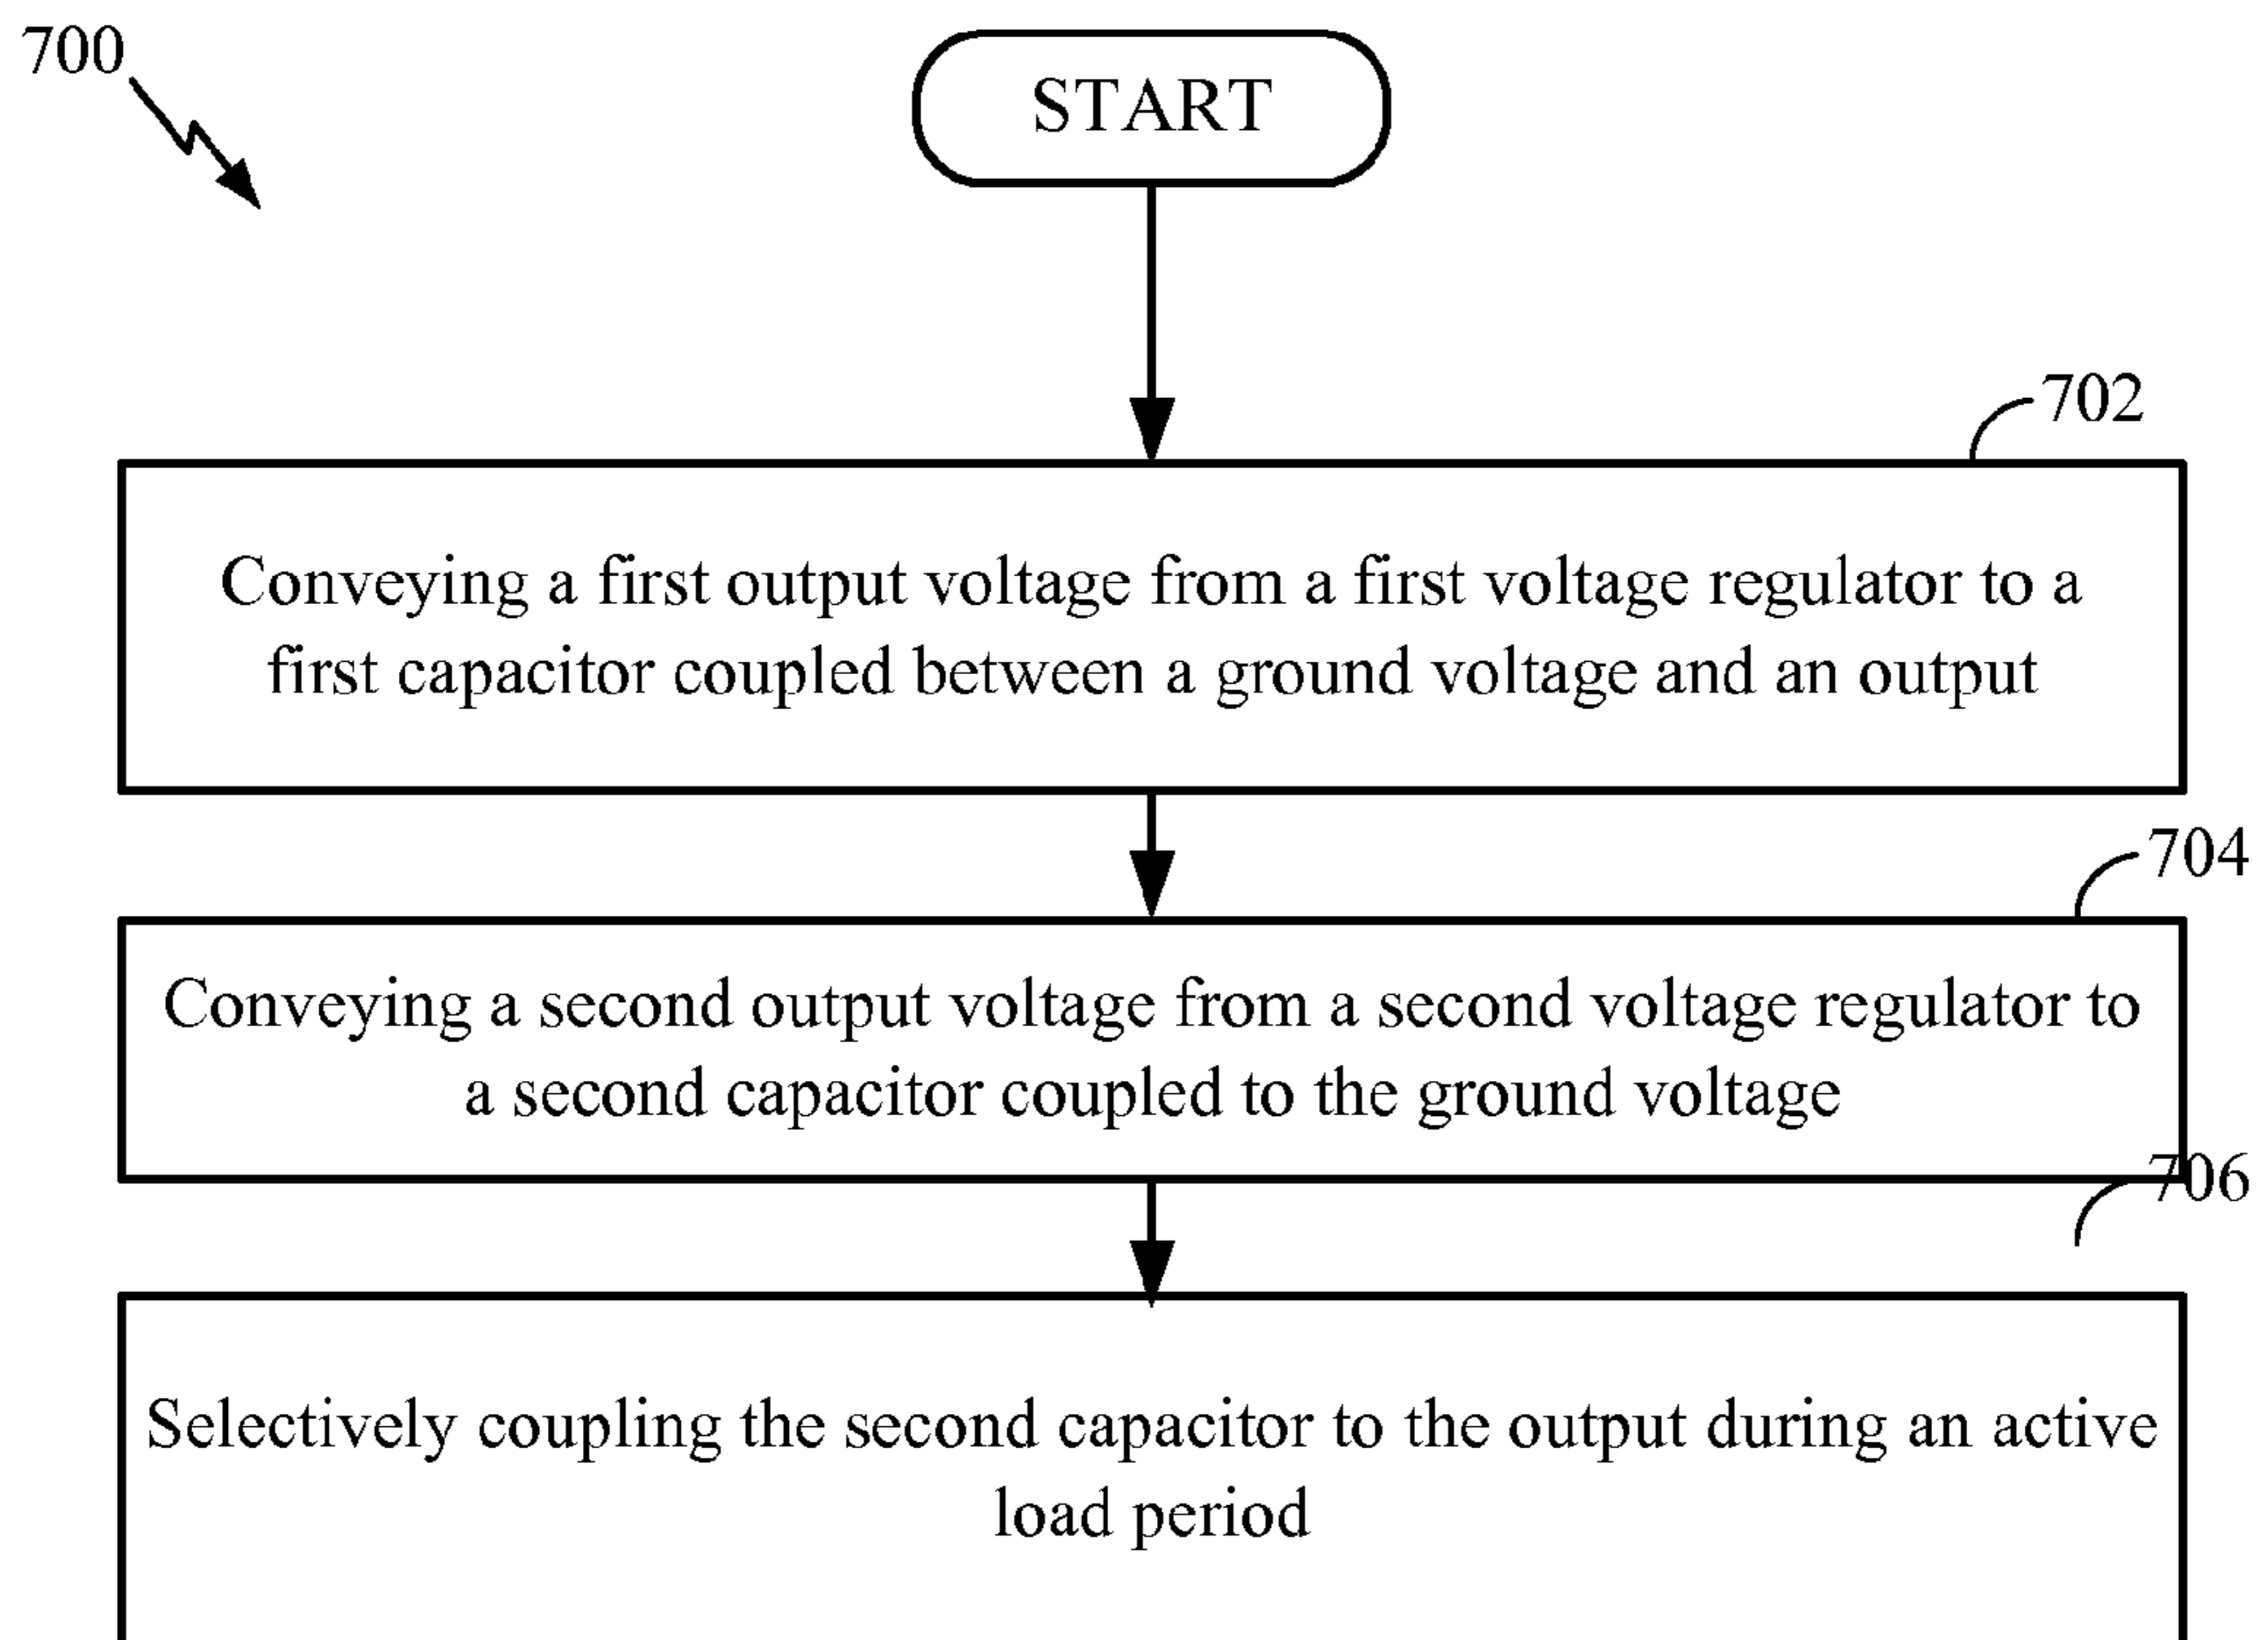 700
START
702
Conveying a first output voltage from a first voltage regulator to a
first capacitor coupled between a ground voltage and an output
704
Conveying a second output voltage from a second voltage regulator to
a second capacitor coupled to the ground voltage
706
Selectively coupling the second capacitor to the output during an active
load period